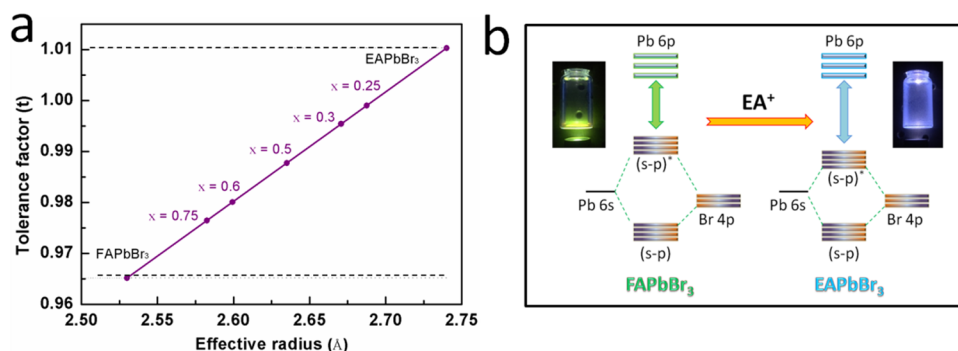 a
Tolerance factor (t)
1.01
1.00
0.99
0.98
0.97
0.96
EAPbBr₃
x = 0.25
x = 0.3
x = 0.5
x = 0.6
x = 0.75
FAPbBr₃
2.50 2.55 2.60 2.65 2.70 2.75
Effective radius (Å)
b
Pb 6p
Pb 6p
EA⁺
(s-p)*
(s-p)*
Pb 6s
Br 4p
Pb 6s
Br 4p
(s-p)
(s-p)
FAPbBr₃
EAPbBr₃